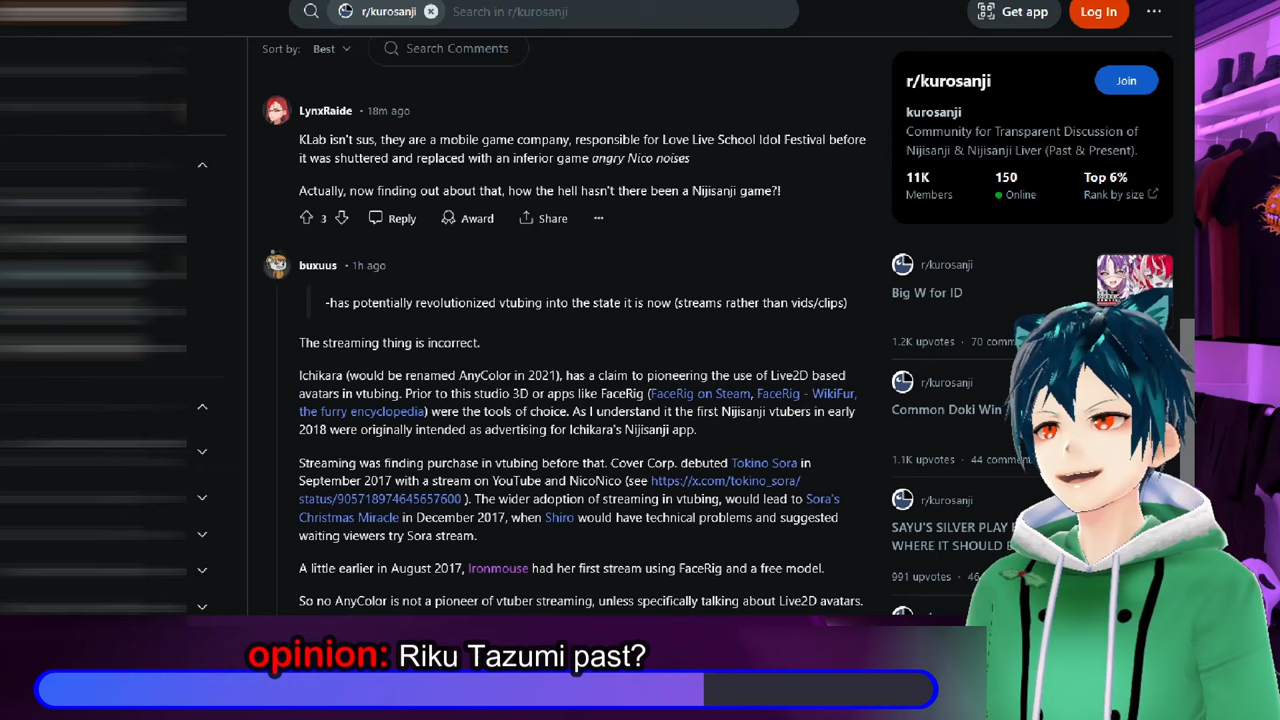 r/kurosanji
Search in r/kurosanji
Get app
Log In
Sort by: Best
Search Comments
LynxRaide • 18m ago
KLab isn't sus, they are a mobile game company, responsible for Love Live School Idol Festival before
it was shuttered and replaced with an inferior game angry Nico noises
Actually, now finding out about that, how the hell hasn't there been a Nijisanji game?!
3 Reply Award Share
buxuus • 1h ago
-has potentially revolutionized vtubing into the state it is now (streams rather than vids/clips)
The streaming thing is incorrect.
Ichikara (would be renamed AnyColor in 2021), has a claim to pioneering the use of Live2D based
avatars in vtubing. Prior to this studio 3D or apps like FaceRig (FaceRig on Steam, FaceRig - WikiFur,
the furry encyclopedia) were the tools of choice. As I understand it the first Nijisanji vtubers in early
2018 were originally intended as advertising for Ichikara's Nijisanji app.
Streaming was finding purchase in vtubing before that. Cover Corp. debuted Tokino Sora in
September 2017 with a stream on YouTube and NicoNico (see https://x.com/tokino_sora/
status/905718974645657600 ). The wider adoption of streaming in vtubing, would lead to Sora's
Christmas Miracle in December 2017, when Shiro would have technical problems and suggested
waiting viewers try Sora stream.
A little earlier in August 2017, Ironmouse had her first stream using FaceRig and a free model.
So no AnyColor is not a pioneer of vtuber streaming, unless specifically talking about Live2D avatars.
r/kurosanji
Join
kurosanji
Community for Transparent Discussion of
Nijisanji & Nijisanji Liver (Past & Present).
11K 150 Top 6%
Members Online Rank by size
r/kurosanji
Big W for ID
1.2K upvotes • 70 comm
r/kurosanji
Common Doki Win
1.1K upvotes • 44 comme
r/kurosanji
SAYU'S SILVER PLAY
WHERE IT SHOULD
991 upvotes • 46
opinion: Riku Tazumi past?